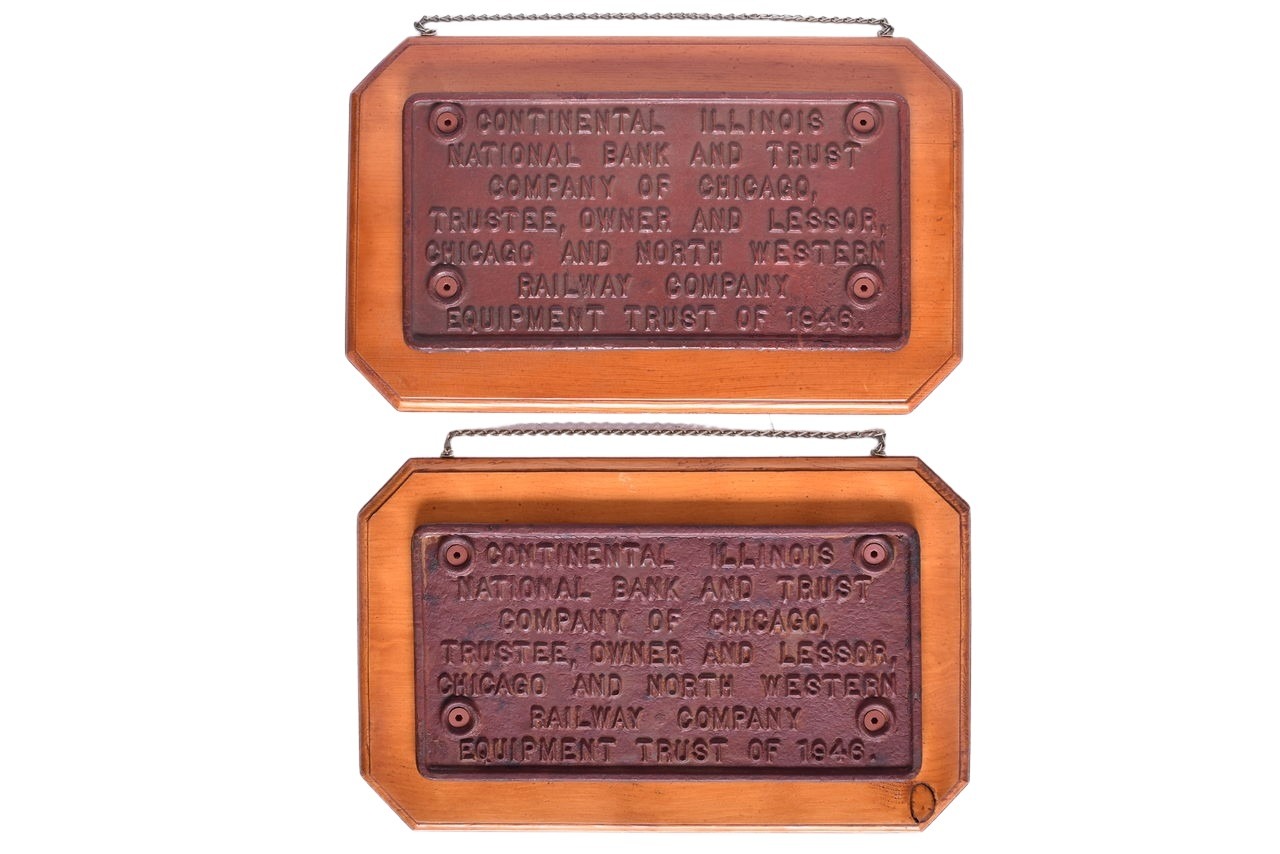 CONTINENTAL ILLINOIS
NATIONAL BANK AND TRUST
COMPANY OF CHICAGO,
TRUSTEE, OWNER AND LESSOR,
CHICAGO AND NORTH WESTERN
RAILWAY COMPANY
EQUIPMENT TRUST OF 1946.
CONTINENTAL ILLINOIS
NATIONAL BANK AND TRUST
COMPANY OF CHICAGO,
TRUSTEE, OWNER AND LESSOR,
CHICAGO AND NORTH WESTERN
RAILWAY COMPANY
EQUIPMENT TRUST OF 1946.